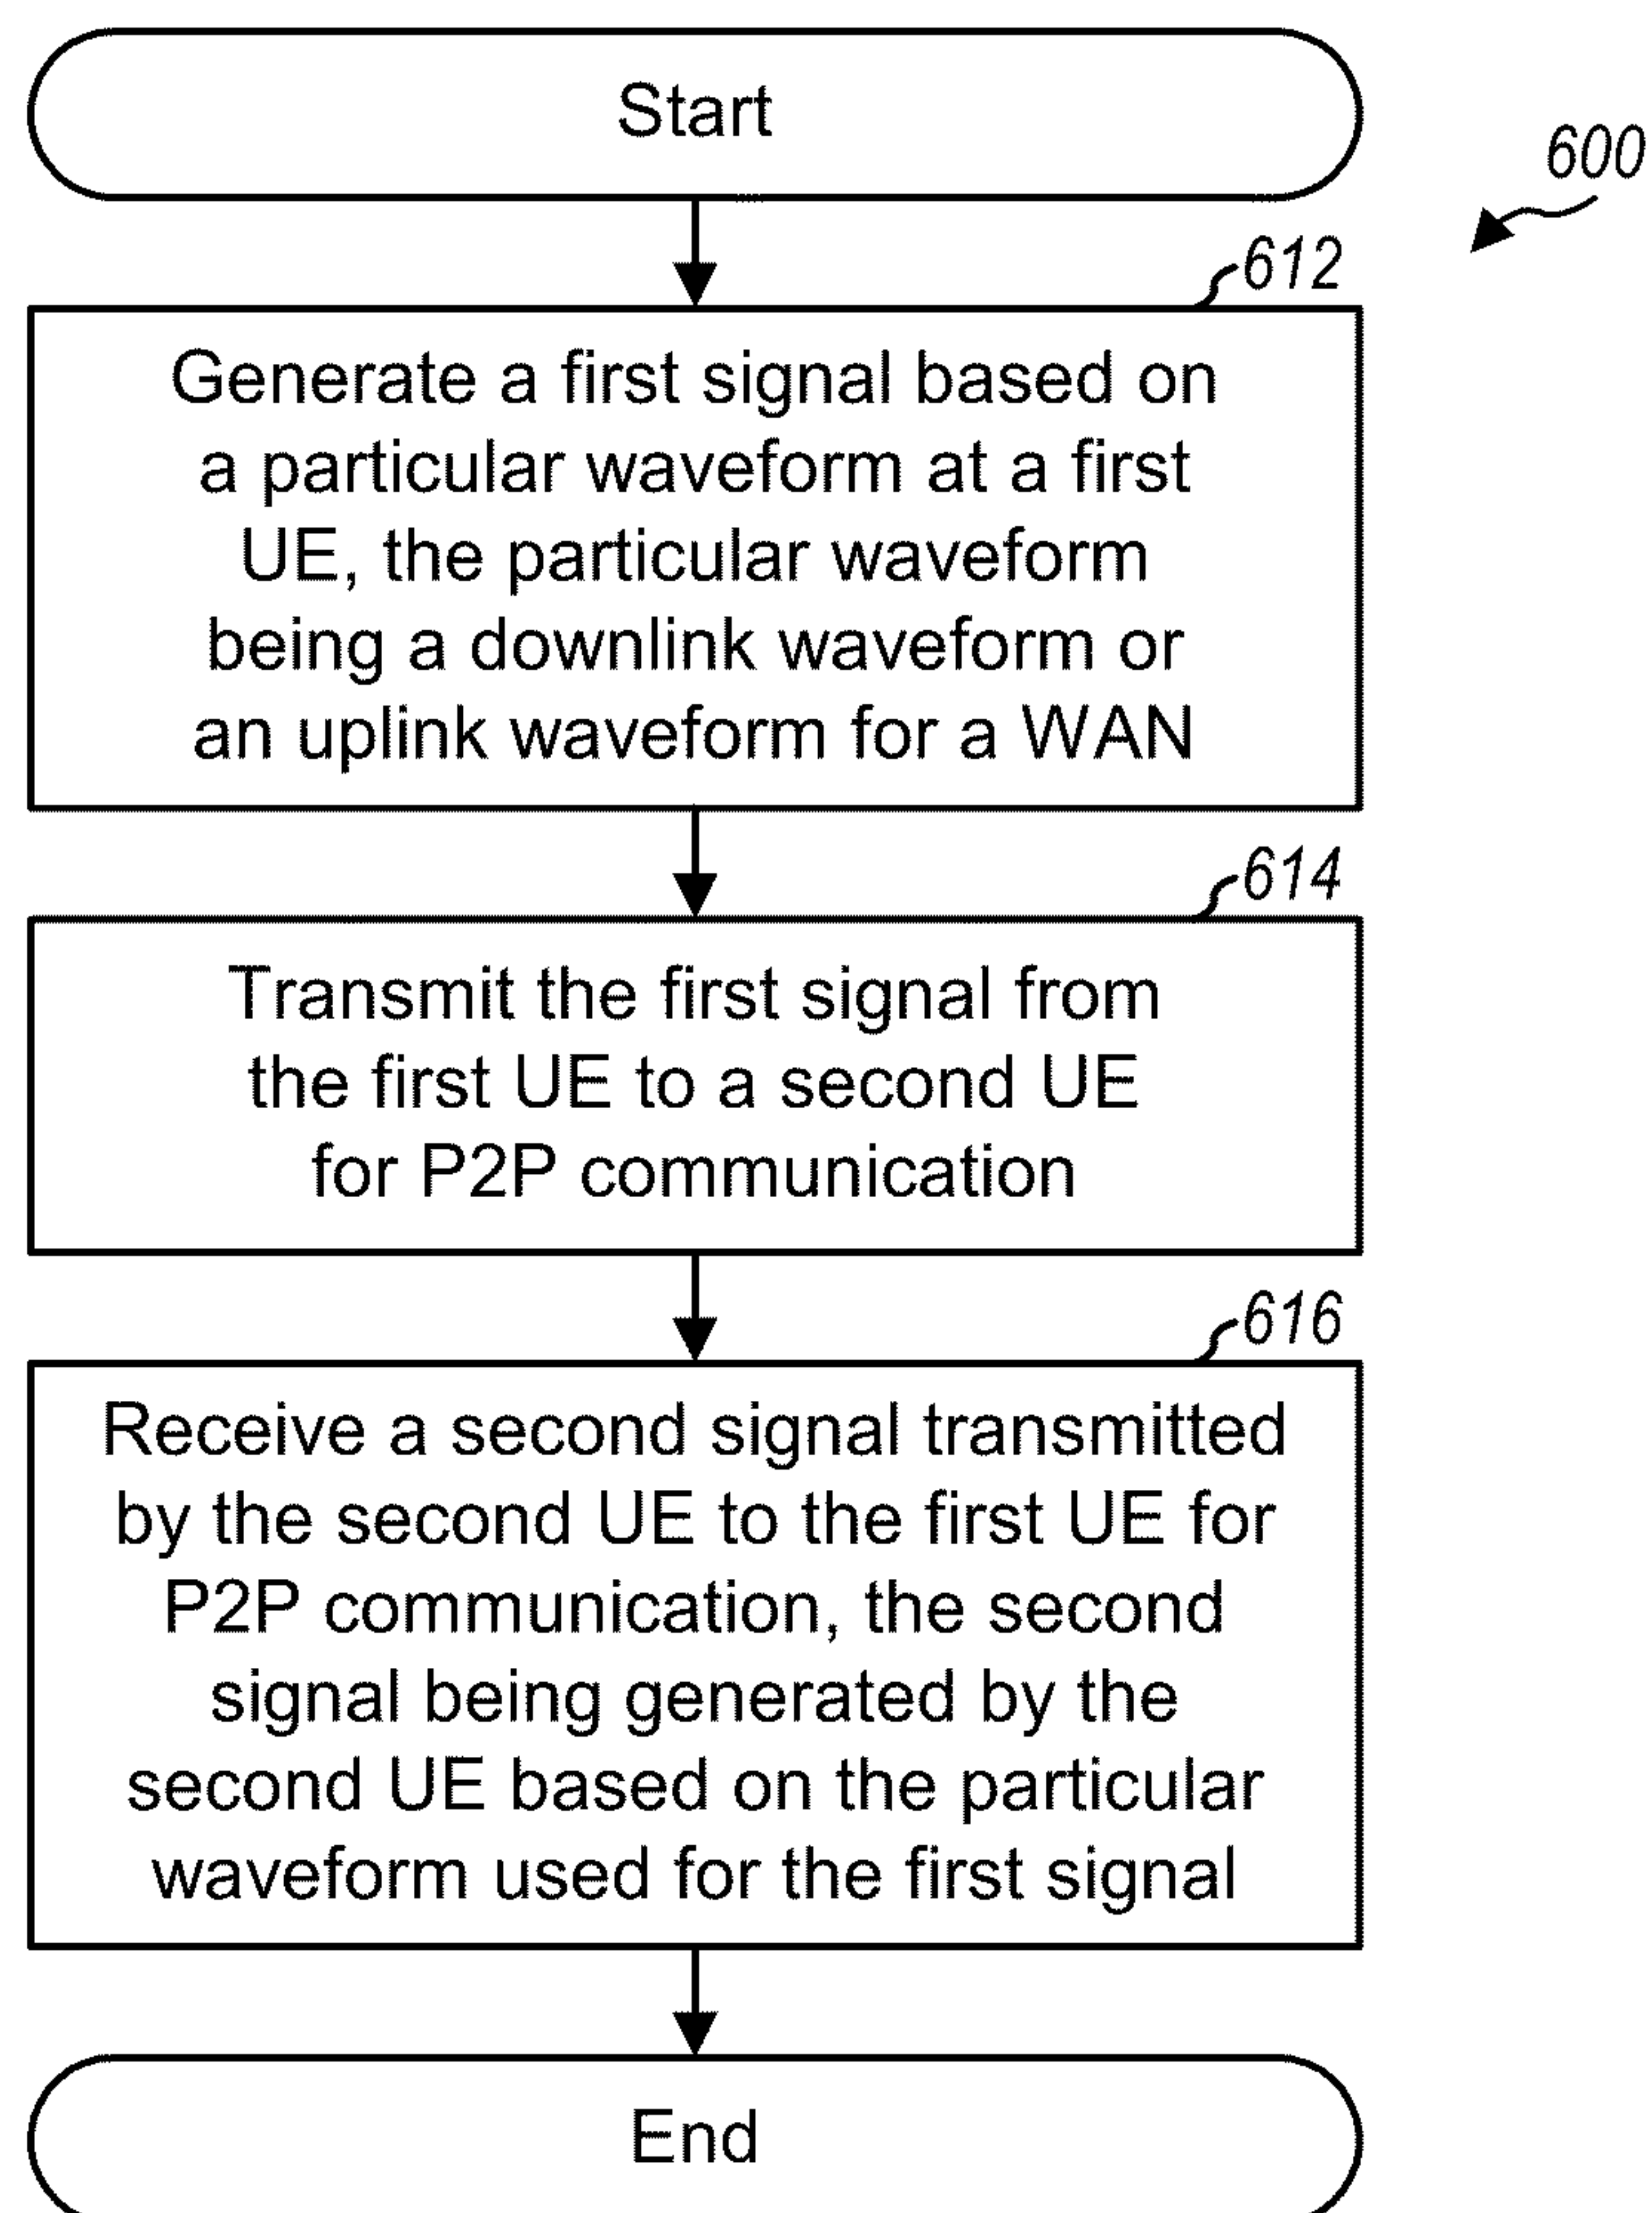 Start
600
612
Generate a first signal based on
a particular waveform at a first
UE, the particular waveform
being a downlink waveform or
an uplink waveform for a WAN
614
Transmit the first signal from
the first UE to a second UE
for P2P communication
616
Receive a second signal transmitted
by the second UE to the first UE for
P2P communication, the second
signal being generated by the
second UE based on the particular
waveform used for the first signal
End